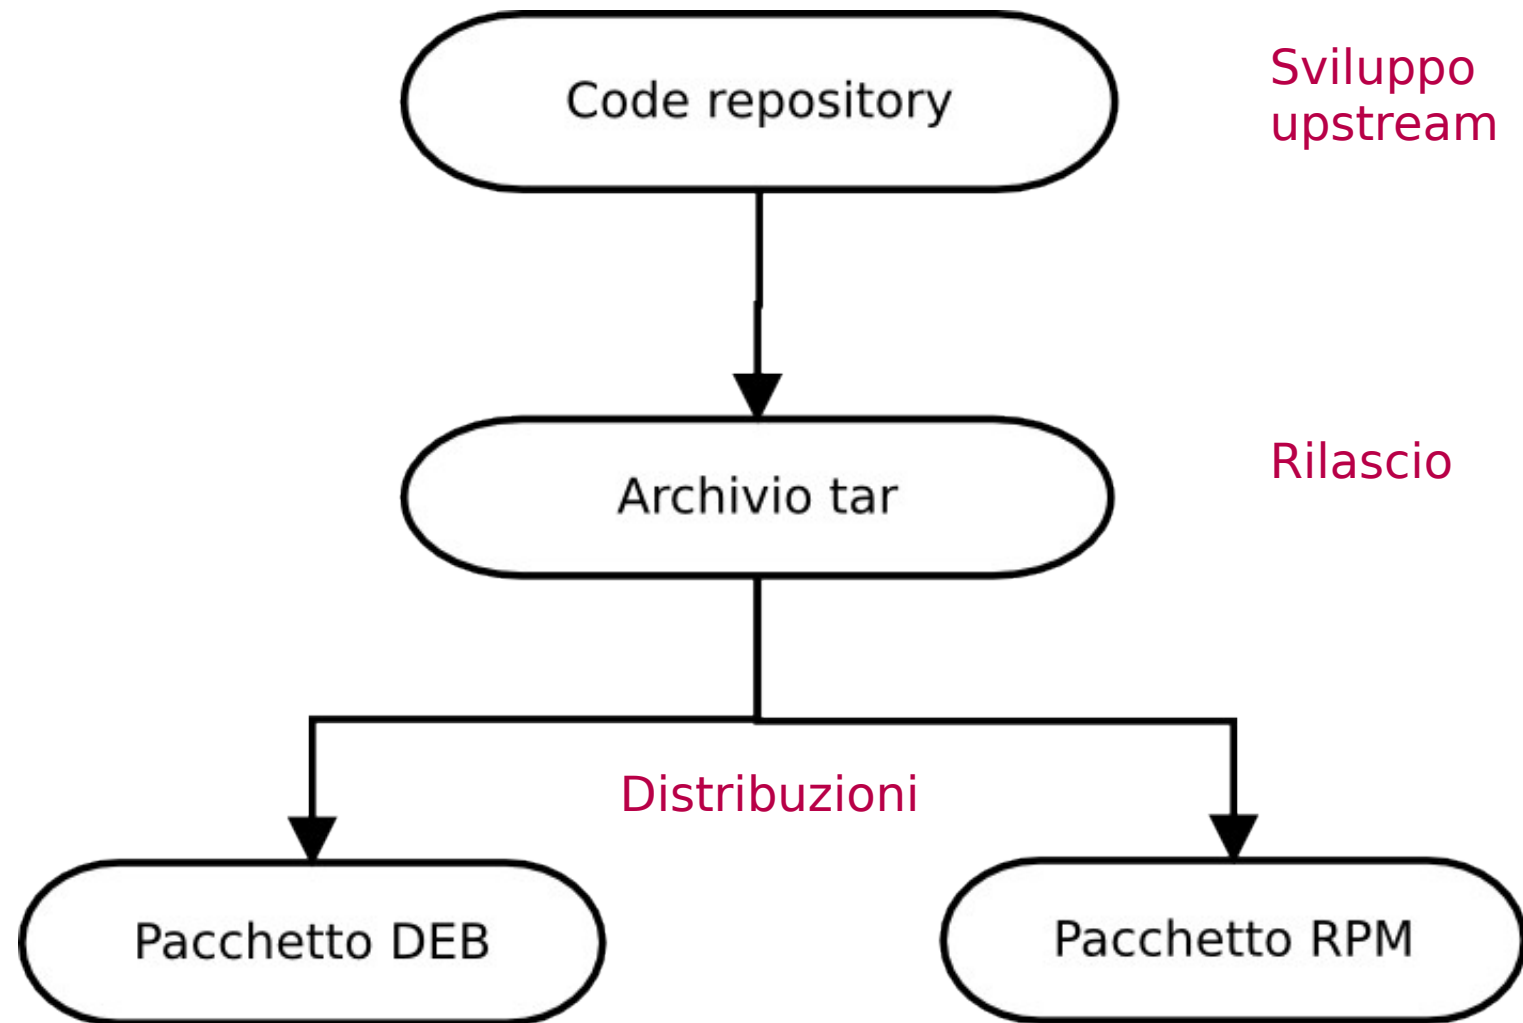 Code repository
Sviluppo
upstream
Archivio tar
Rilascio
Distribuzioni
Pacchetto DEB
Pacchetto RPM